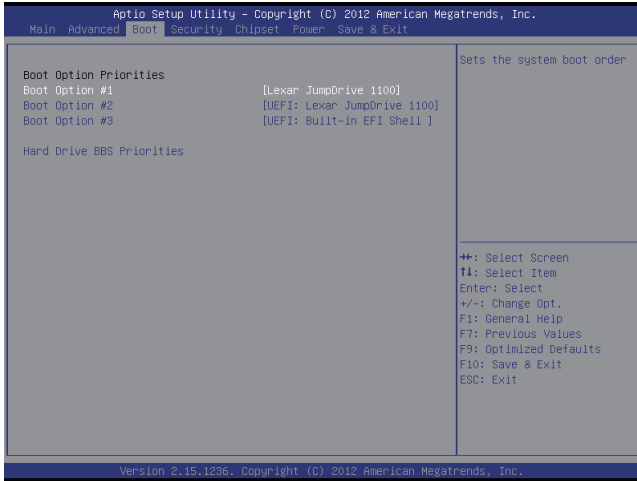 Aptio Setup Utility – Copyright (C) 2012 American Megatrends, Inc.
Main Advanced Boot Security Chipset Power Save & Exit
Boot Option Priorities
Boot Option #1 [Lexar JumpDrive 1100]
Boot Option #2 [UEFI: Lexar JumpDrive 1100]
Boot Option #3 [UEFI: Built-in EFI Shell ]
Hard Drive BBS Priorities
Sets the system boot order
→←: Select Screen
↑↓: Select Item
Enter: Select
+/-: Change Opt.
F1: General Help
F7: Previous Values
F9: Optimized Defaults
F10: Save & Exit
ESC: Exit
Version 2.15.1236. Copyright (C) 2012 American Megatrends, Inc.